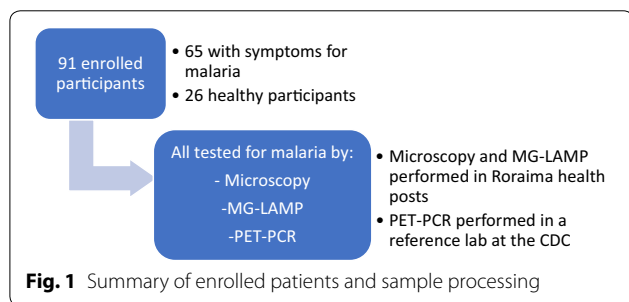 91 enrolled
participants
• 65 with symptoms for
malaria
• 26 healthy participants
All tested for malaria by:
- Microscopy
-MG-LAMP
-PET-PCR
• Microscopy and MG-LAMP
performed in Roraima health
posts
• PET-PCR performed in a
reference lab at the CDC
Fig. 1 Summary of enrolled patients and sample processing